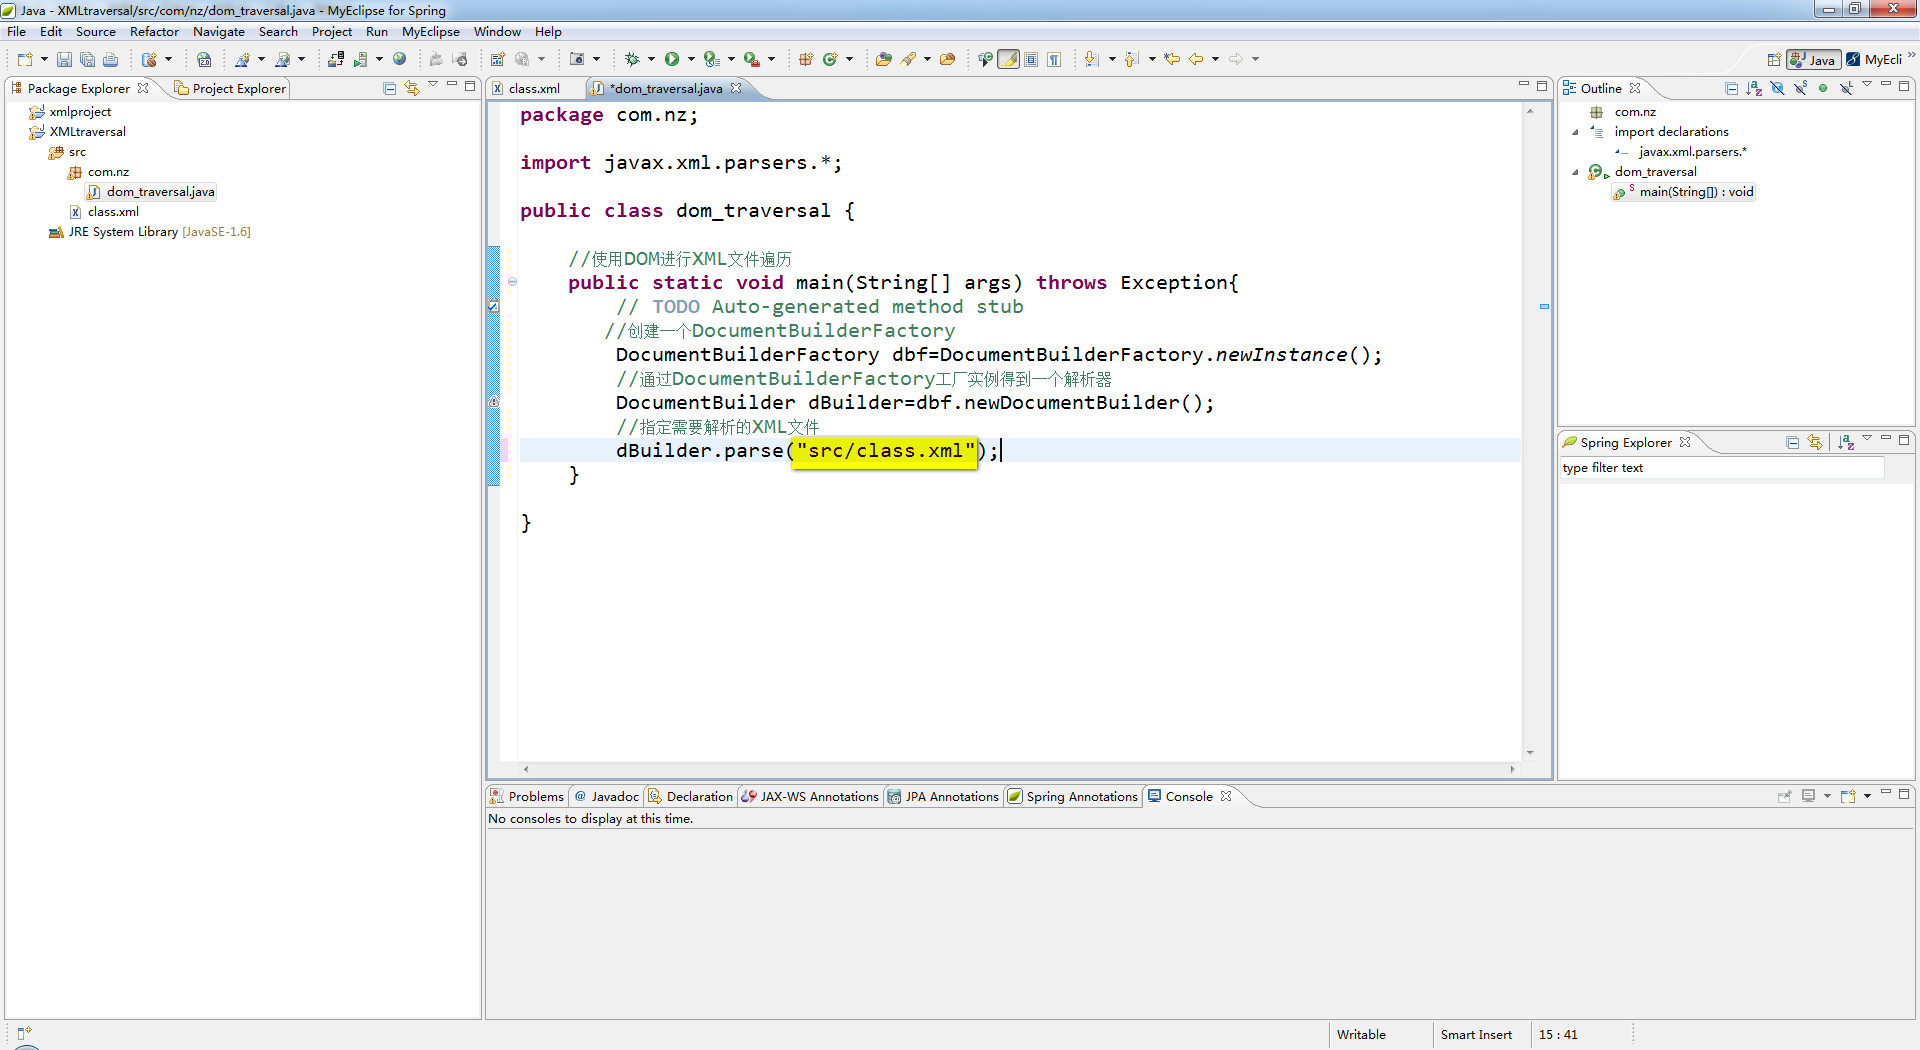 Java - XMLtraversal/src/com/nz/dom_traversal.java - MyEclipse for Spring
File Edit Source Refactor Navigate Search Project Run MyEclipse Window Help
Java MyEcli
Package Explorer Project Explorer
xmlproject
XMLtraversal
src
com.nz
dom_traversal.java
class.xml
JRE System Library [JavaSE-1.6]
class.xml *dom_traversal.java
package com.nz;
import javax.xml.parsers.*;
public class dom_traversal {
//使用DOM进行XML文件遍历
public static void main(String[] args) throws Exception{
// TODO Auto-generated method stub
//创建一个DocumentBuilderFactory
DocumentBuilderFactory dbf=DocumentBuilderFactory.newInstance();
//通过DocumentBuilderFactory工厂实例得到一个解析器
DocumentBuilder dBuilder=dbf.newDocumentBuilder();
//指定需要解析的XML文件
dBuilder.parse("src/class.xml");
}
}
Outline
com.nz
import declarations
javax.xml.parsers.*
dom_traversal
main(String[]) : void
Spring Explorer
type filter text
Problems @ Javadoc Declaration JAX-WS Annotations JPA Annotations Spring Annotations Console
No consoles to display at this time.
Writable Smart Insert 15 : 41